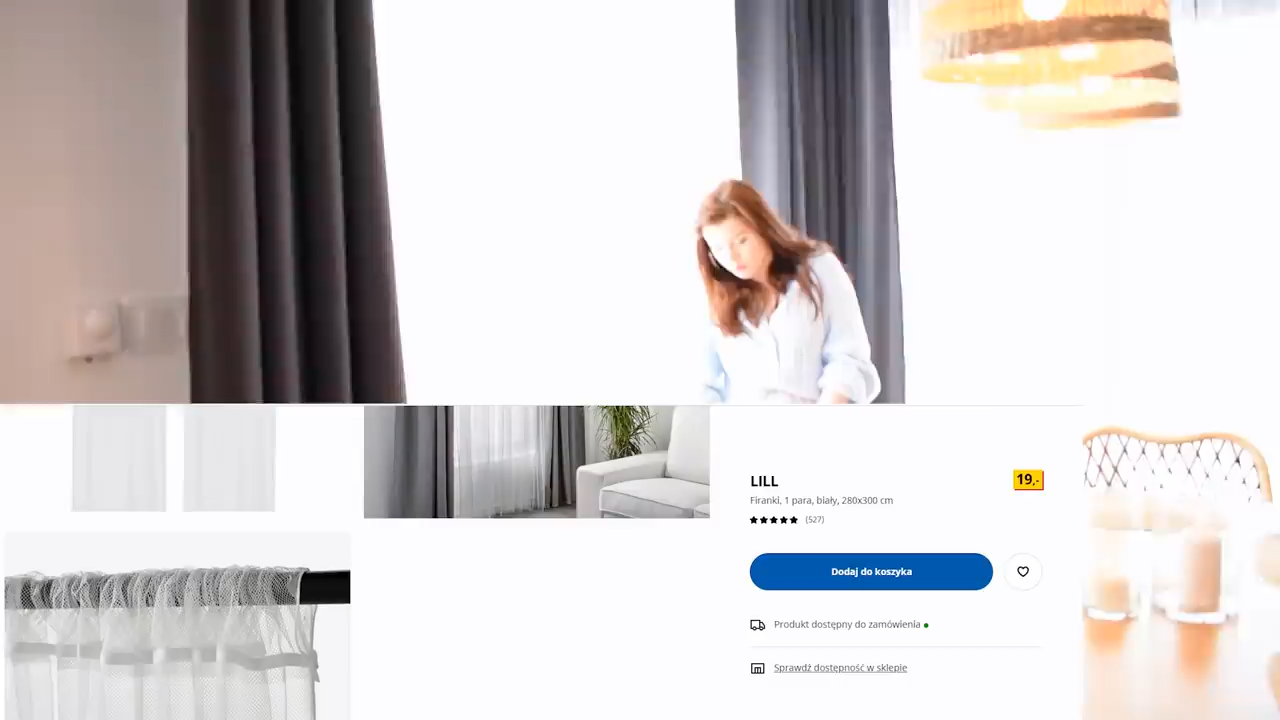 LILL
19,-
Firanki, 1 para, biały, 280x300 cm
(527)
Dodaj do koszyka
Produkt dostępny do zamówienia
Sprawdź dostępność w sklepie